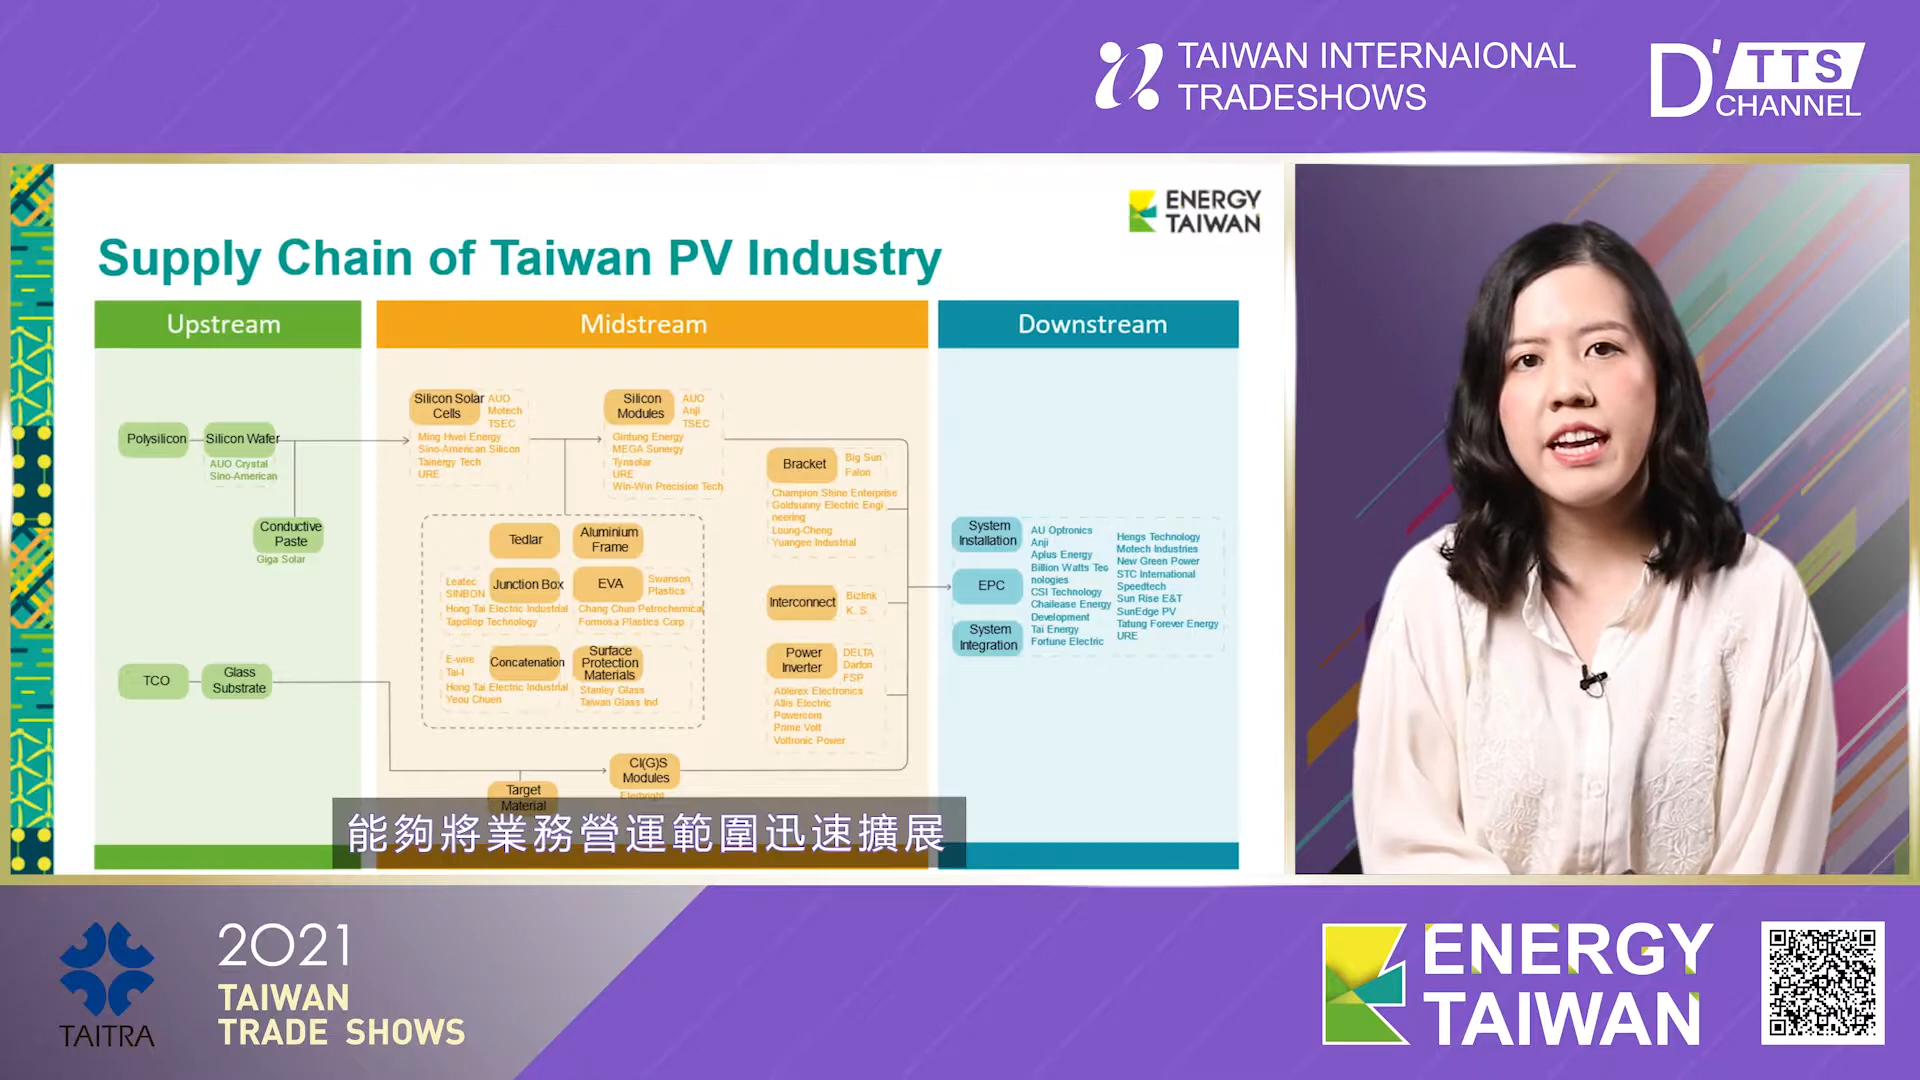 TAIWAN INTERNAIONAL
TRADESHOWS
D' TTS
CHANNEL
ENERGY
TAIWAN
Supply Chain of Taiwan PV Industry
Upstream
Midstream
Downstream
Polysilicon
Silicon Wafer
AUO Crystal
Sino-American
Conductive
Paste
Giga Solar
TCO
Glass
Substrate
Silicon Solar
Cells
AUO
Motech
TSEC
Ming Hwei Energy
Sino-American Silicon
Tainergy Tech
URE
Silicon
Modules
AUO
Anji
TSEC
Gintung Energy
MEGA Sunergy
Tynsolar
URE
Win-Win Precision Tech
Tedlar
Aluminium
Frame
Leatec
SINBON
Junction Box
Hong Tai Electric Industrial
Tapollop Technology
EVA
Swanson
Plastics
Chang Chun Petrochemical
Formosa Plastics Corp
E-wire
Tai-I
Concatenation
Hong Tai Electric Industrial
Yeou Chuen
Surface
Protection
Materials
Stanley Glass
Taiwan Glass Ind
Bracket
Big Sun
Falon
Champion Shine Enterprise
Goldsunny Electric Engi
neering
Leung-Cheng
Yuangee Industrial
Interconnect
Bizlink
K. S.
Power
Inverter
DELTA
Darfon
FSP
Ablerex Electronics
Allis Electric
Powercom
Prime Volt
Voltronic Power
CI(G)S
Modules
Eterbright
Target
Material
System
Installation
EPC
System
Integration
AU Optronics
Anji
Aplus Energy
Billion Watts Tec
nologies
CSI Technology
Chailease Energy
Development
Tai Energy
Fortune Electric
Hengs Technology
Motech Industries
New Green Power
STC International
Speedtech
Sun Rise E&T
SunEdge PV
Tatung Forever Energy
URE
能夠將業務營運範圍迅速擴展
TAITRA
2021
TAIWAN
TRADE SHOWS
ENERGY
TAIWAN